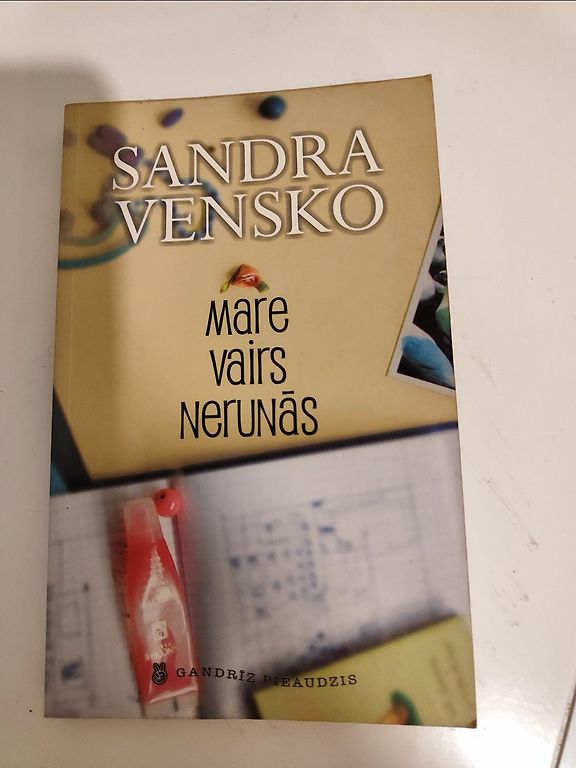 SANDRA
VENSKO
Mare
vairs
nerunās
GANDRĪZ PIEAUDZIS